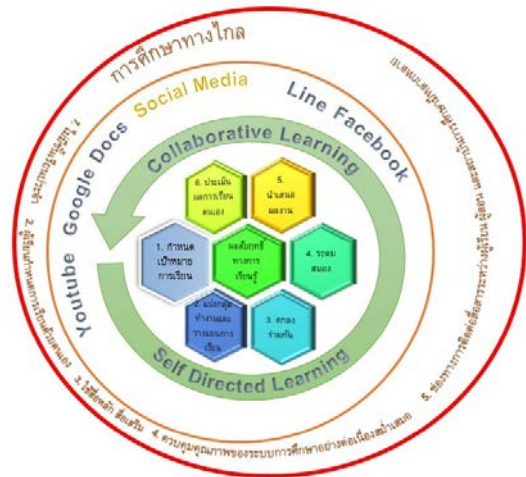 การศึกษาทางไกล
Social Media
Line Facebook
Google Docs
Youtube
Collaborative Learning
Self Directed Learning
6. ประเมิน
ผลการเรียน
ตนเอง
5.
นำเสนอ
ผลงาน
1. กำหนด
เป้าหมาย
การเรียน
ผลสัมฤทธิ์
ทางการ
เรียนรู้
4. ระดม
สมอง
2. แบ่งกลุ่ม
ทำงานและ
วางแผนการ
เรียน
3. ตกลง
ร่วมกัน
2. ผู้เรียนกำหนดการเรียนด้วยตนเอง
3. ใช้สื่อหลัก สื่อเสริม
4. ควบคุมคุณภาพของระบบการศึกษาอย่างต่อเนื่องสม่ำเสมอ
5. ช่องทางการติดต่อสื่อสารระหว่างผู้เรียน ผู้สอน